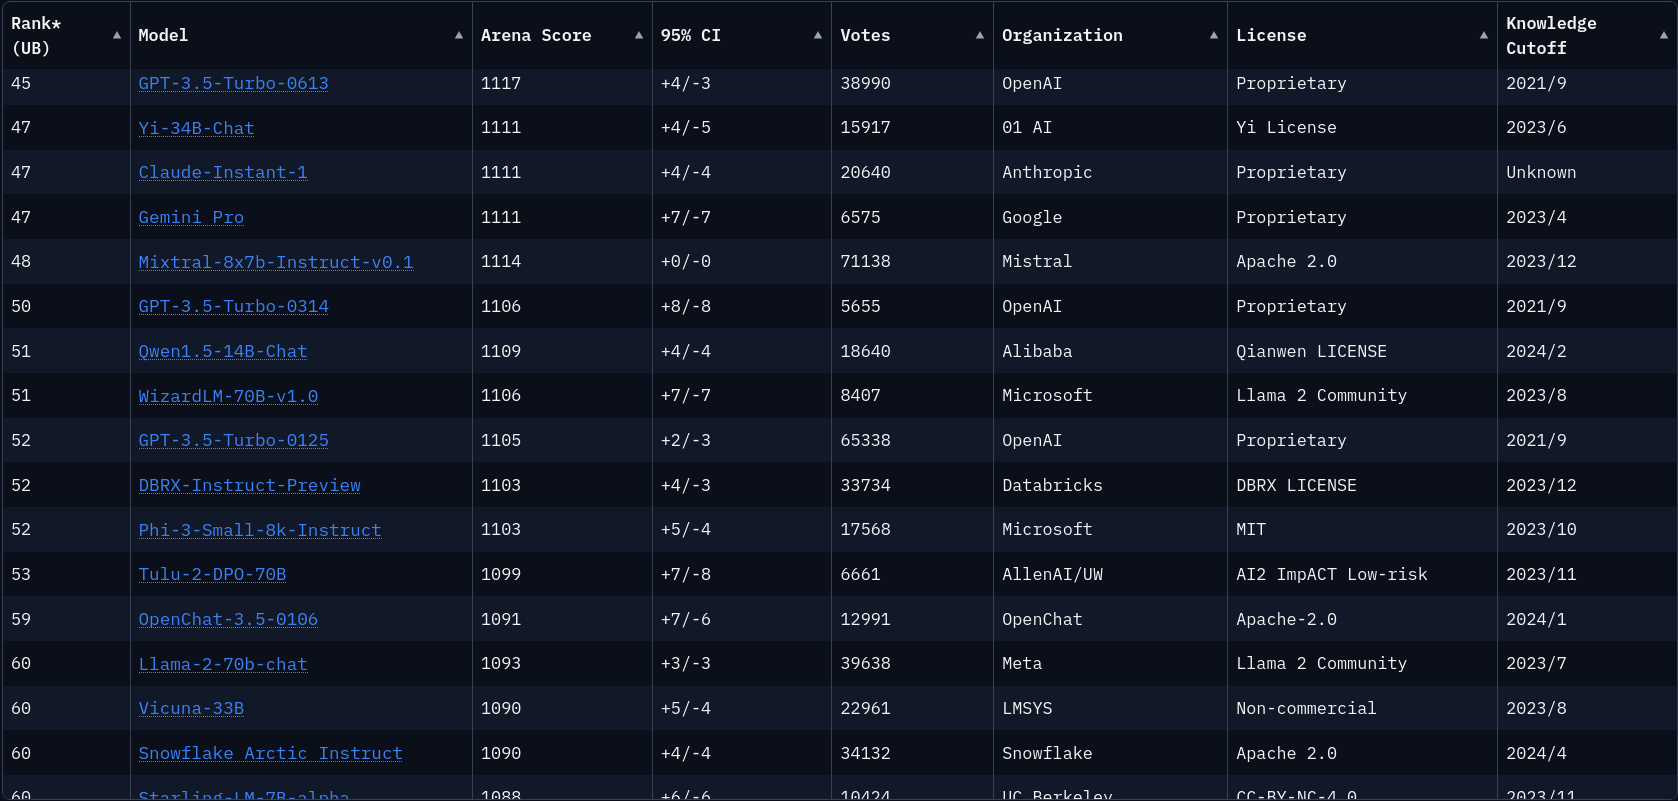 Rank* (UB) ▲ Model ▲ Arena Score ▲ 95% CI ▲ Votes ▲ Organization ▲ License ▲ Knowledge Cutoff ▲
45 GPT-3.5-Turbo-0613 1117 +4/-3 38990 OpenAI Proprietary 2021/9
47 Yi-34B-Chat 1111 +4/-5 15917 01 AI Yi License 2023/6
47 Claude-Instant-1 1111 +4/-4 20640 Anthropic Proprietary Unknown
47 Gemini Pro 1111 +7/-7 6575 Google Proprietary 2023/4
48 Mixtral-8x7b-Instruct-v0.1 1114 +0/-0 71138 Mistral Apache 2.0 2023/12
50 GPT-3.5-Turbo-0314 1106 +8/-8 5655 OpenAI Proprietary 2021/9
51 Qwen1.5-14B-Chat 1109 +4/-4 18640 Alibaba Qianwen LICENSE 2024/2
51 WizardLM-70B-v1.0 1106 +7/-7 8407 Microsoft Llama 2 Community 2023/8
52 GPT-3.5-Turbo-0125 1105 +2/-3 65338 OpenAI Proprietary 2021/9
52 DBRX-Instruct-Preview 1103 +4/-3 33734 Databricks DBRX LICENSE 2023/12
52 Phi-3-Small-8k-Instruct 1103 +5/-4 17568 Microsoft MIT 2023/10
53 Tulu-2-DPO-70B 1099 +7/-8 6661 AllenAI/UW AI2 ImpACT Low-risk 2023/11
59 OpenChat-3.5-0106 1091 +7/-6 12991 OpenChat Apache-2.0 2024/1
60 Llama-2-70b-chat 1093 +3/-3 39638 Meta Llama 2 Community 2023/7
60 Vicuna-33B 1090 +5/-4 22961 LMSYS Non-commercial 2023/8
60 Snowflake Arctic Instruct 1090 +4/-4 34132 Snowflake Apache 2.0 2024/4
60 Starling-LM-7B-alpha 1088 +6/-6 10424 UC Berkeley CC-BY-NC-4.0 2023/11